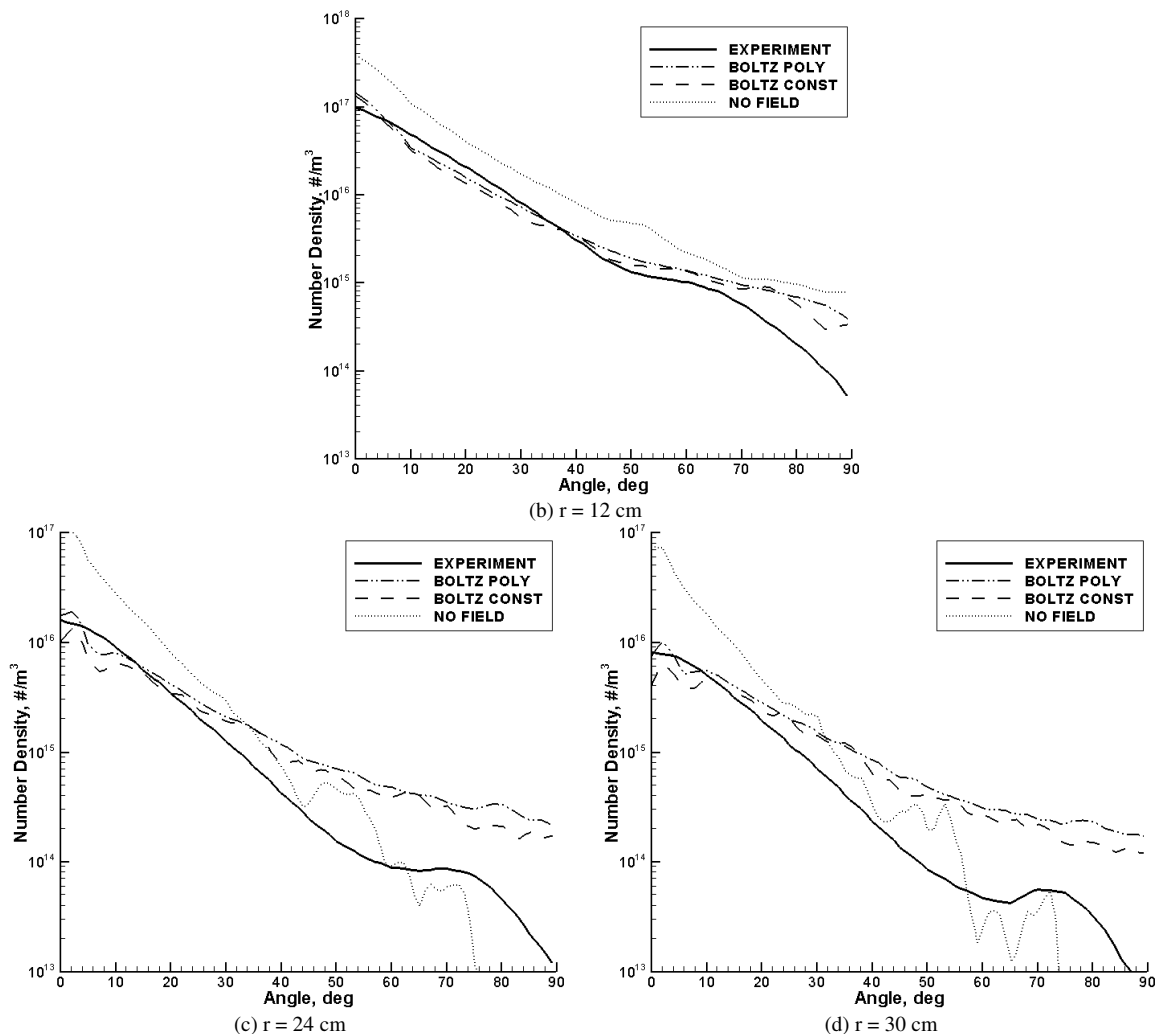 10^18
10^17
10^16
10^15
10^14
10^13
Number Density, #/m^3
EXPERIMENT
BOLTZ POLY
BOLTZ CONST
NO FIELD
0 10 20 30 40 50 60 70 80 90
Angle, deg
(b) r = 12 cm
10^17
10^16
10^15
10^14
10^13
Number Density, #/m^3
EXPERIMENT
BOLTZ POLY
BOLTZ CONST
NO FIELD
0 10 20 30 40 50 60 70 80 90
Angle, deg
(c) r = 24 cm
10^17
10^16
10^15
10^14
10^13
Number Density, #/m^3
EXPERIMENT
BOLTZ POLY
BOLTZ CONST
NO FIELD
0 10 20 30 40 50 60 70 80 90
Angle, deg
(d) r = 30 cm